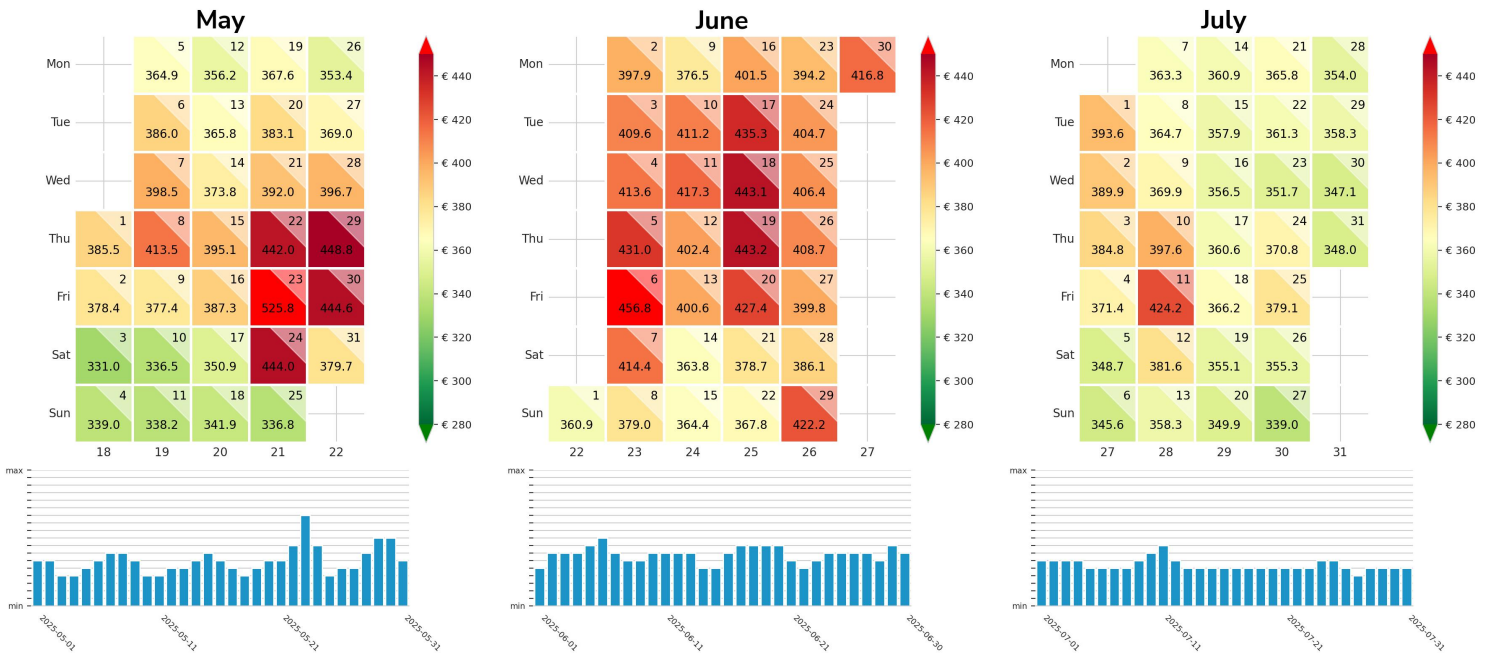 May
Mon 5 12 19 26
364.9 356.2 367.6 353.4
Tue 6 13 20 27
386.0 365.8 383.1 369.0
Wed 7 14 21 28
398.5 373.8 392.0 396.7
Thu 1 8 15 22 29
385.5 413.5 395.1 442.0 448.8
Fri 2 9 16 23 30
378.4 377.4 387.3 525.8 444.6
Sat 3 10 17 24 31
331.0 336.5 350.9 444.0 379.7
Sun 4 11 18 25
339.0 338.2 341.9 336.8
18 19 20 21 22
€ 440
€ 420
€ 400
€ 380
€ 360
€ 340
€ 320
€ 300
€ 280
max
min
2025-05-01 2025-05-11 2025-05-21 2025-05-31
June
Mon 2 9 16 23 30
397.9 376.5 401.5 394.2 416.8
Tue 3 10 17 24
409.6 411.2 435.3 404.7
Wed 4 11 18 25
413.6 417.3 443.1 406.4
Thu 5 12 19 26
431.0 402.4 443.2 408.7
Fri 6 13 20 27
456.8 400.6 427.4 399.8
Sat 7 14 21 28
414.4 363.8 378.7 386.1
Sun 1 8 15 22 29
360.9 379.0 364.4 367.8 422.2
22 23 24 25 26 27
€ 440
€ 420
€ 400
€ 380
€ 360
€ 340
€ 320
€ 300
€ 280
max
min
2025-06-01 2025-06-11 2025-06-21 2025-06-30
July
Mon 7 14 21 28
363.3 360.9 365.8 354.0
Tue 1 8 15 22 29
393.6 364.7 357.9 361.3 358.3
Wed 2 9 16 23 30
389.9 369.9 356.5 351.7 347.1
Thu 3 10 17 24 31
384.8 397.6 360.6 370.8 348.0
Fri 4 11 18 25
371.4 424.2 366.2 379.1
Sat 5 12 19 26
348.7 381.6 355.1 355.3
Sun 6 13 20 27
345.6 358.3 349.9 339.0
27 28 29 30 31
€ 440
€ 420
€ 400
€ 380
€ 360
€ 340
€ 320
€ 300
€ 280
max
min
2025-07-01 2025-07-11 2025-07-21 2025-07-31